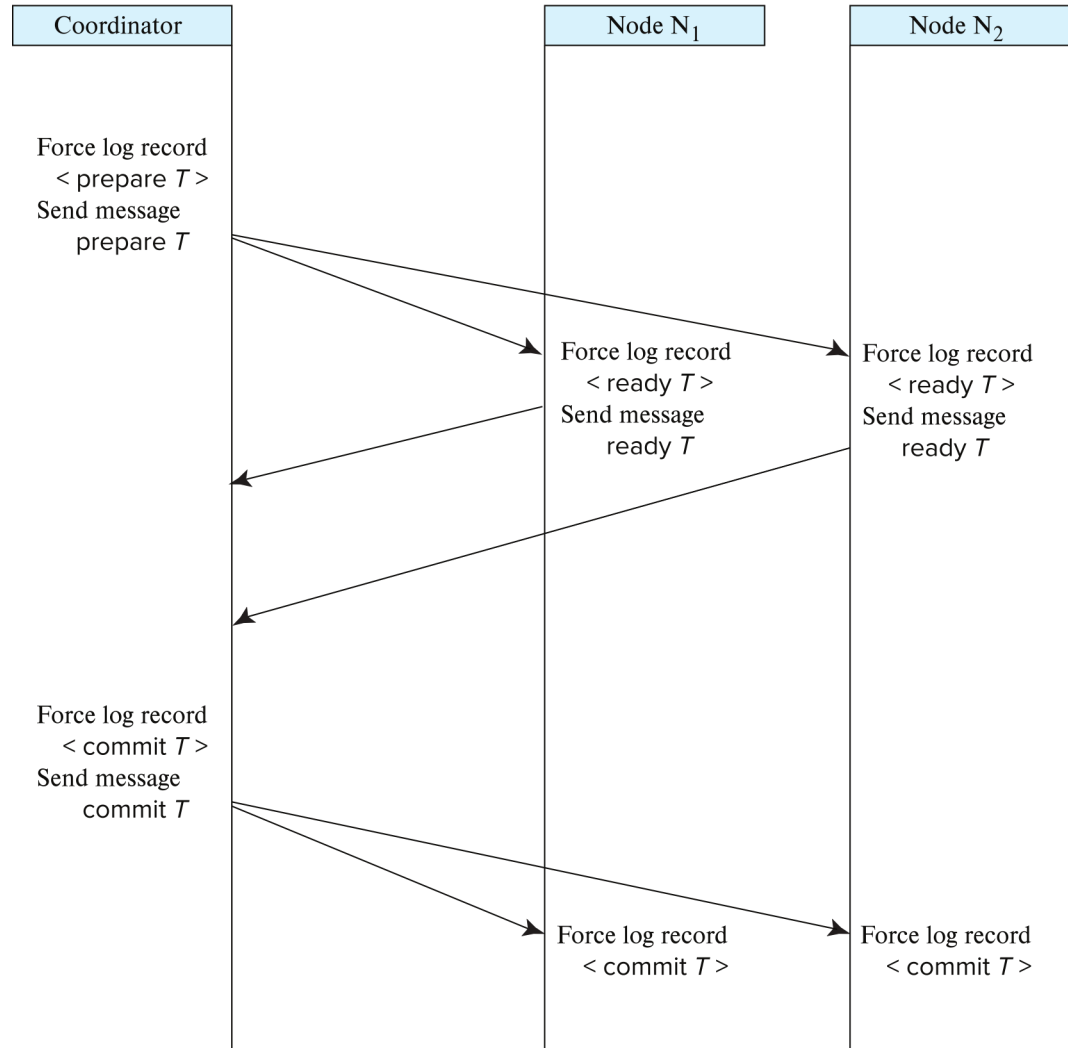 Coordinator
Node N1
Node N2
Force log record
< prepare T >
Send message
prepare T
Force log record
< ready T >
Send message
ready T
Force log record
< ready T >
Send message
ready T
Force log record
< commit T >
Send message
commit T
Force log record
< commit T >
Force log record
< commit T >